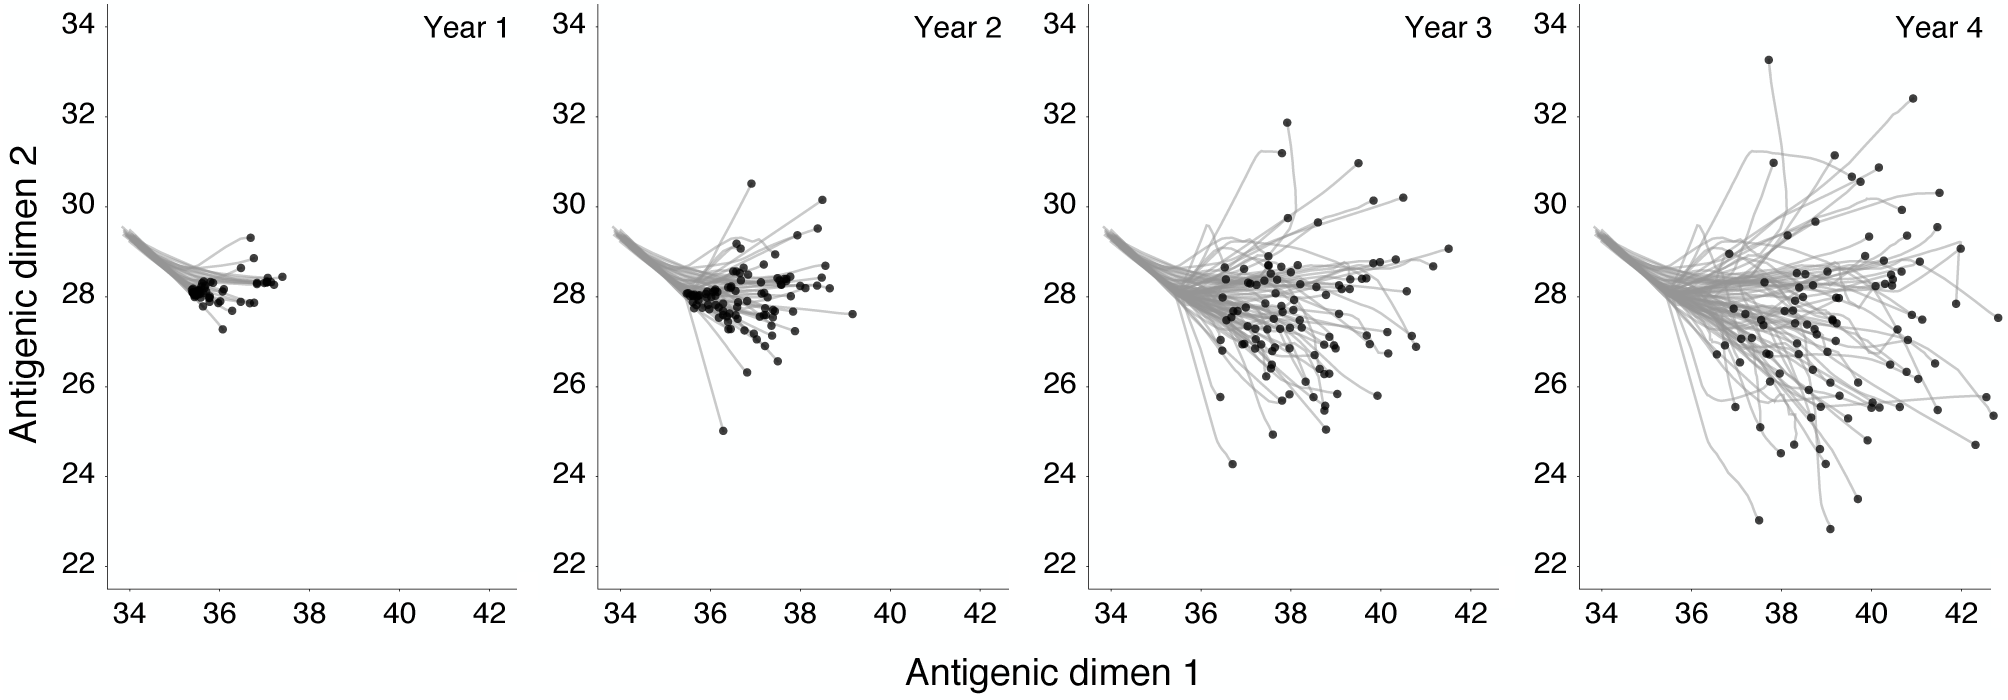 Year 1
Year 2
Year 3
Year 4
34 34 34 34
32 32 32 32
30 30 30 30
28 28 28 28
26 26 26 26
24 24 24 24
22 22 22 22
34 36 38 40 42 34 36 38 40 42 34 36 38 40 42 34 36 38 40 42
Antigenic dimen 2
Antigenic dimen 1